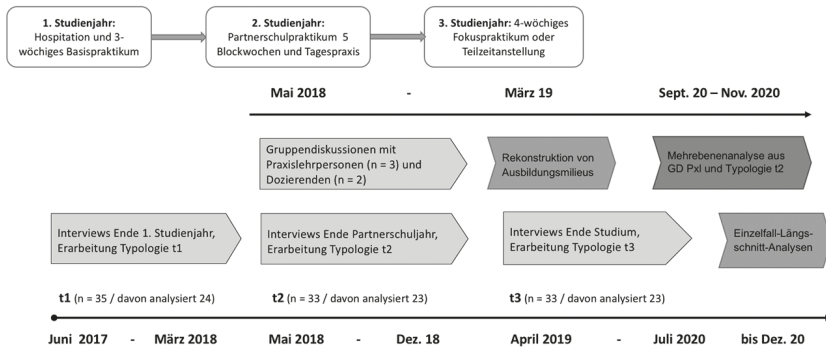 1. Studienjahr:
Hospitation und 3-
wöchiges Basispraktikum
2. Studienjahr:
Partnerschulpraktikum 5
Blockwochen und Tagespraxis
3. Studienjahr: 4-wöchiges
Fokuspraktikum oder
Teilzeitanstellung
Mai 2018 - März 19 Sept. 20 – Nov. 2020
Gruppendiskussionen mit
Praxislehrpersonen (n = 3) und
Dozierenden (n = 2)
Rekonstruktion von
Ausbildungsmilieus
Mehrebenenanalyse aus
GD Pxl und Typologie t2
Interviews Ende 1. Studienjahr,
Erarbeitung Typologie t1
Interviews Ende Partnerschuljahr,
Erarbeitung Typologie t2
Interviews Ende Studium,
Erarbeitung Typologie t3
Einzelfall-Längs-
schnitt-Analysen
t1 (n = 35 / davon analysiert 24)
t2 (n = 33 / davon analysiert 23)
t3 (n = 33 / davon analysiert 23)
Juni 2017 - März 2018 Mai 2018 - Dez. 18 April 2019 - Juli 2020 bis Dez. 20